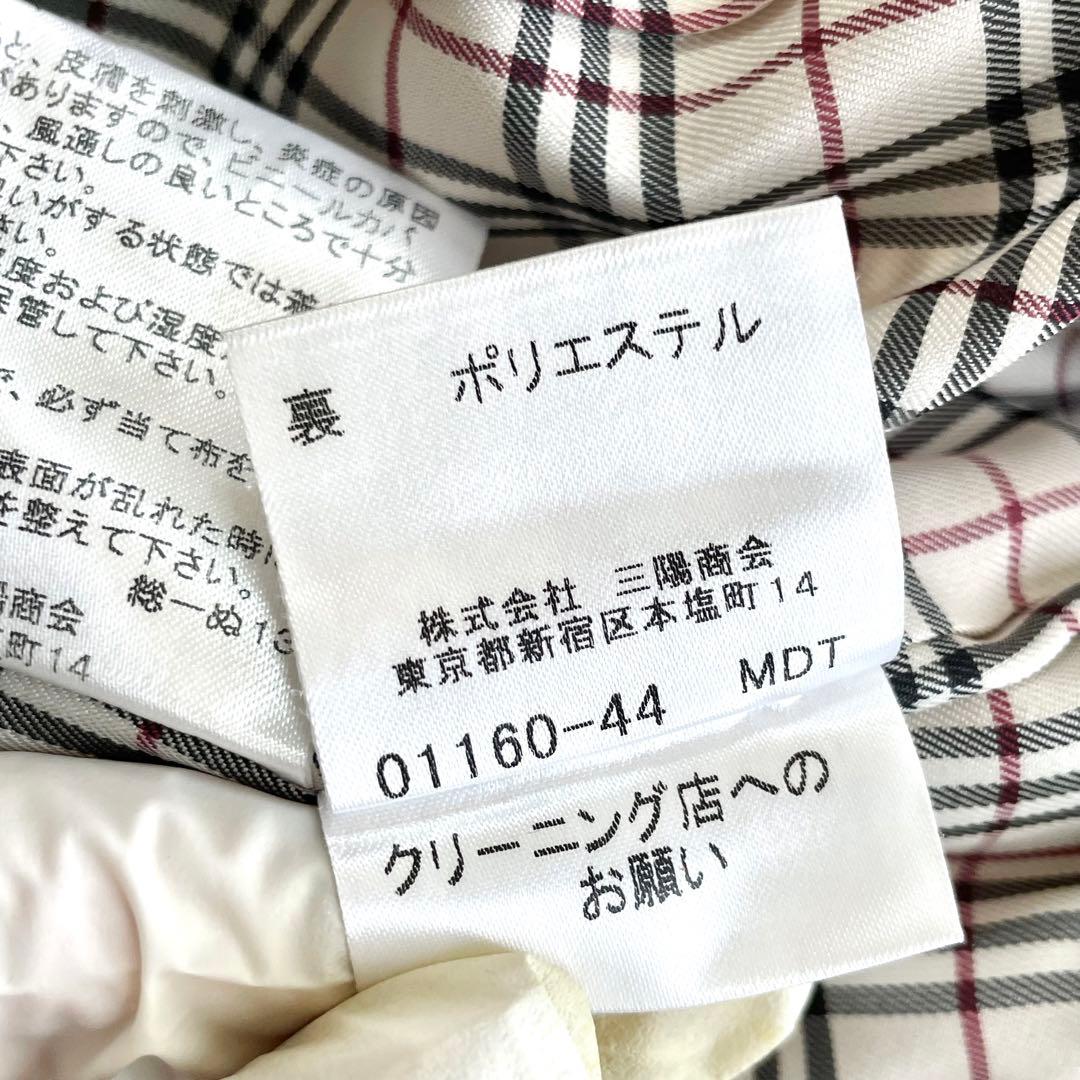 と、皮膚を刺激し、炎症の原因
がありますので、ビニールカバ
、風通しの良いところで十分
下さい。
いがする状態では着
さい。
温度および湿度
保管して下さい。
で、必ず当て布を
表面が乱れた時に
を整えて下さい。
総一ぬ13
陽商会
町14
裏 ポリエステル
株式会社 三陽商会
東京都新宿区本塩町14
01160-44 MDT
クリーニング店への
お願い